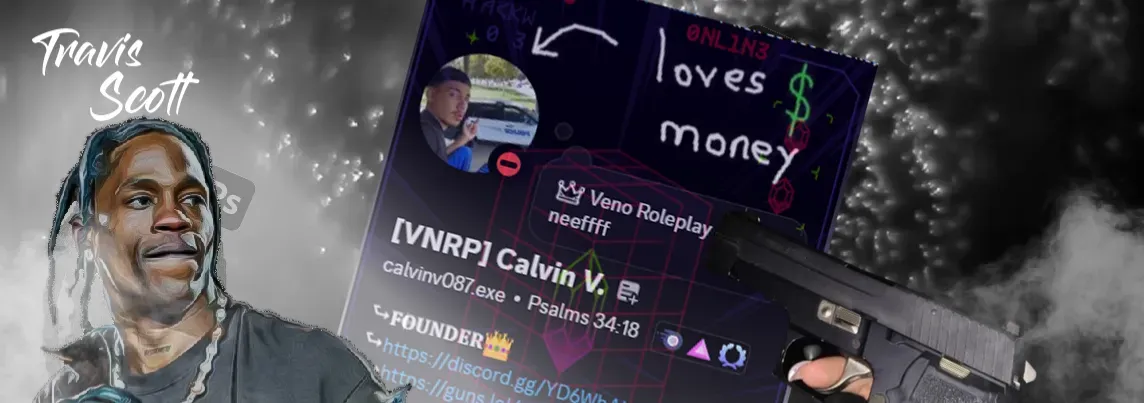 Travis
Scott
0NL1N3
loves $
money
Veno Roleplay
neeffff
[VNRP] Calvin V.
calvinv087.exe • Psalms 34:18
↪FOUNDER👑
↪https://discord.gg/
↪https://guns.lol/